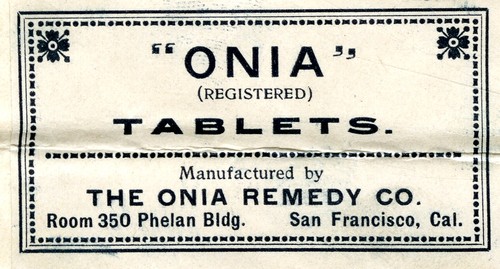 "ONIA"
(REGISTERED)
TABLETS.
Manufactured by
THE ONIA REMEDY CO.
Room 350 Phelan Bldg. San Francisco, Cal.